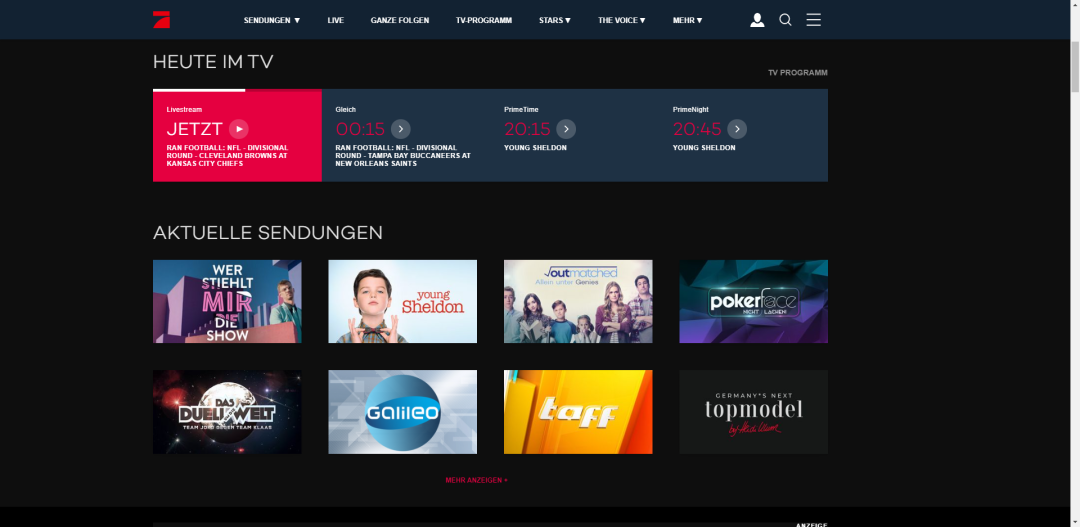 SENDUNGEN ▼ LIVE GANZE FOLGEN TV-PROGRAMM STARS ▼ THE VOICE ▼ MEHR ▼
HEUTE IM TV
TV PROGRAMM
Livestream
JETZT
RAN FOOTBALL: NFL - DIVISIONAL
ROUND - CLEVELAND BROWNS AT
KANSAS CITY CHIEFS
Gleich
00:15
RAN FOOTBALL: NFL - DIVISIONAL
ROUND - TAMPA BAY BUCCANEERS AT
NEW ORLEANS SAINTS
PrimeTime
20:15
YOUNG SHELDON
PrimeNight
20:45
YOUNG SHELDON
AKTUELLE SENDUNGEN
WER
STIEHLT
MIR
DIE
SHOW
young
Sheldon
outmatched
Allein unter Genies
pokerface
NICHT LACHEN!
DAS
DUELL WELT
TEAM JOKO GEGEN TEAM KLAAS
Galileo
taff
GERMANY'S NEXT
topmodel
by Heidi Klum
MEHR ANZEIGEN +
ANZEIGE